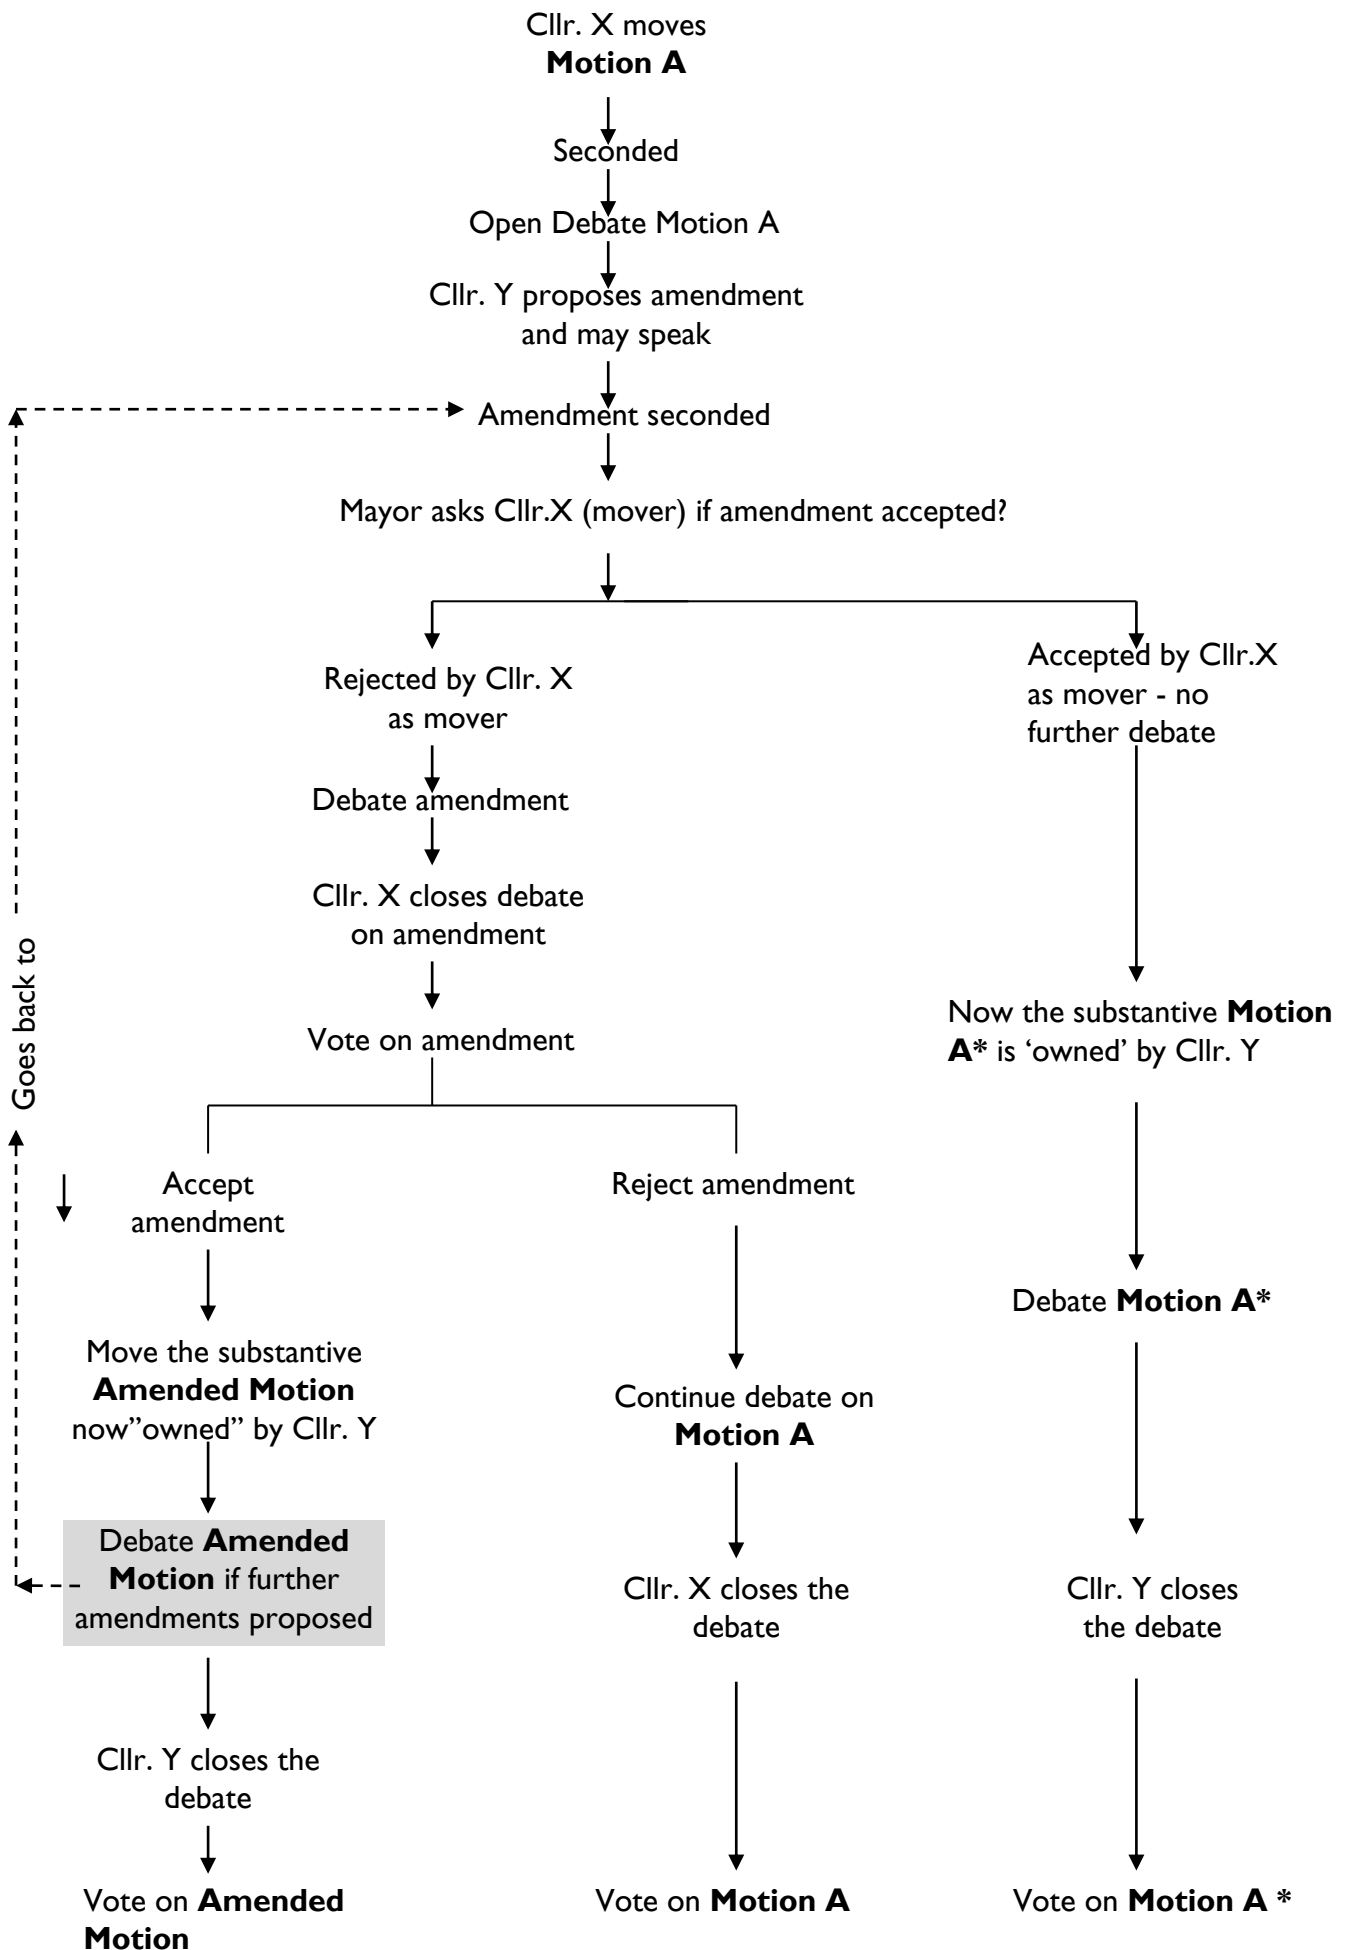 Cllr. X moves
Motion A
Seconded
Open Debate Motion A
Cllr. Y proposes amendment
and may speak
Amendment seconded
Mayor asks Cllr.X (mover) if amendment accepted?
Rejected by Cllr. X
as mover
Accepted by Cllr.X
as mover - no
further debate
Debate amendment
Cllr. X closes debate
on amendment
Goes back to
Vote on amendment
Now the substantive Motion
A* is ‘owned’ by Cllr. Y
Accept
amendment
Reject amendment
Debate Motion A*
Move the substantive
Amended Motion
now”owned” by Cllr. Y
Continue debate on
Motion A
Debate Amended
Motion if further
amendments proposed
Cllr. X closes the
debate
Cllr. Y closes
the debate
Cllr. Y closes the
debate
Vote on Amended
Motion
Vote on Motion A
Vote on Motion A *